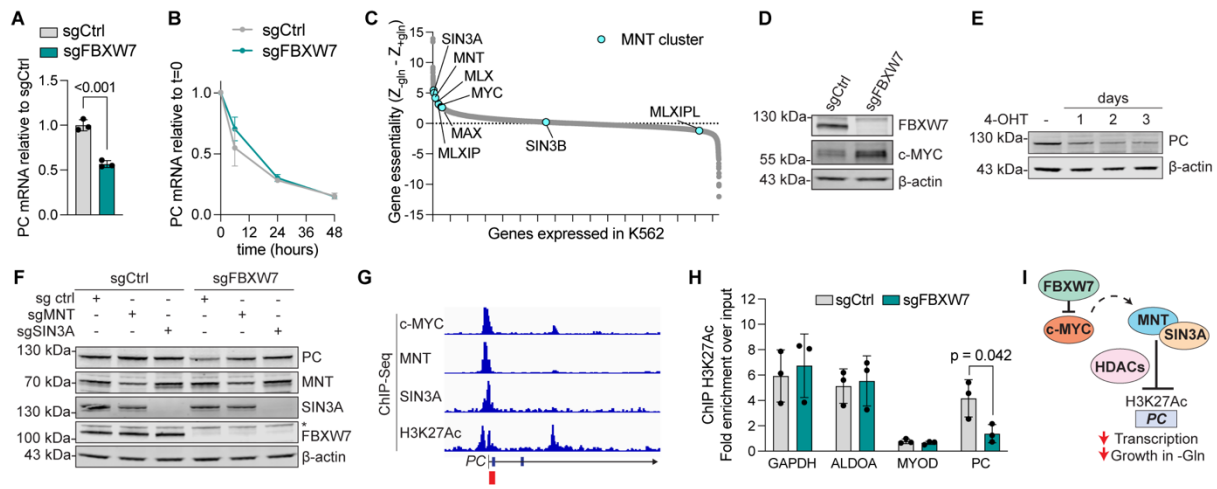 A
sgCtrl
sgFBXW7
PC mRNA relative to sgCtrl
1.5
1.0
0.5
0.0
<0.001
B
sgCtrl
sgFBXW7
PC mRNA relative to t=0
1.0
0.5
0.0
0 12 24 36 48
time (hours)
C
Gene essentiality (Z-gln - Z+gln)
15
10
5
0
-5
-10
-15
SIN3A
MNT
MLX
MYC
MAX
MLXIP
SIN3B
MLXIPL
MNT cluster
Genes expressed in K562
D
sgCtrl
sgFBXW7
130 kDa- FBXW7
55 kDa- c-MYC
43 kDa- β-actin
E
days
4-OHT - 1 2 3
130 kDa- PC
43 kDa- β-actin
F
sgCtrl sgFBXW7
sg ctrl + - - + - -
sgMNT - + - - + -
sgSIN3A - - + - - +
130 kDa- PC
70 kDa- MNT
130 kDa- SIN3A
*
100 kDa- FBXW7
43 kDa- β-actin
G
ChIP-Seq
c-MYC
MNT
SIN3A
H3K27Ac
PC
H
sgCtrl sgFBXW7
ChIP H3K27Ac
Fold enrichment over input
12
10
8
6
4
2
0
p = 0.042
GAPDH ALDOA MYOD PC
I
FBXW7
c-MYC
MNT
SIN3A
HDACs
H3K27Ac
PC
Transcription
Growth in -Gln